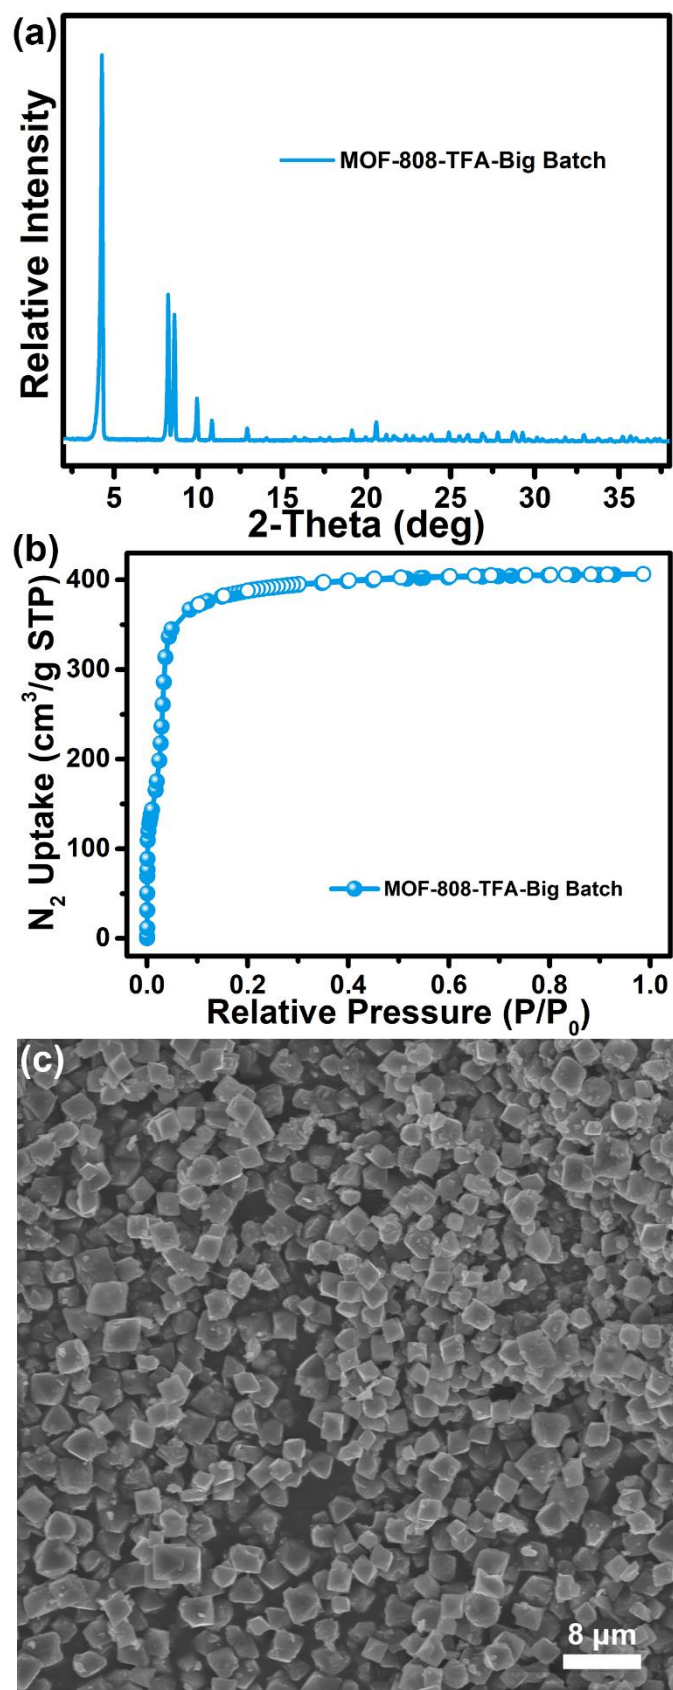 (a)
Relative Intensity
MOF-808-TFA-Big Batch
5 10 15 20 25 30 35
2-Theta (deg)
(b)
N₂ Uptake (cm³/g STP)
400
300
200
100
0
MOF-808-TFA-Big Batch
0.0 0.2 0.4 0.6 0.8 1.0
Relative Pressure (P/P₀)
(c)
8 μm